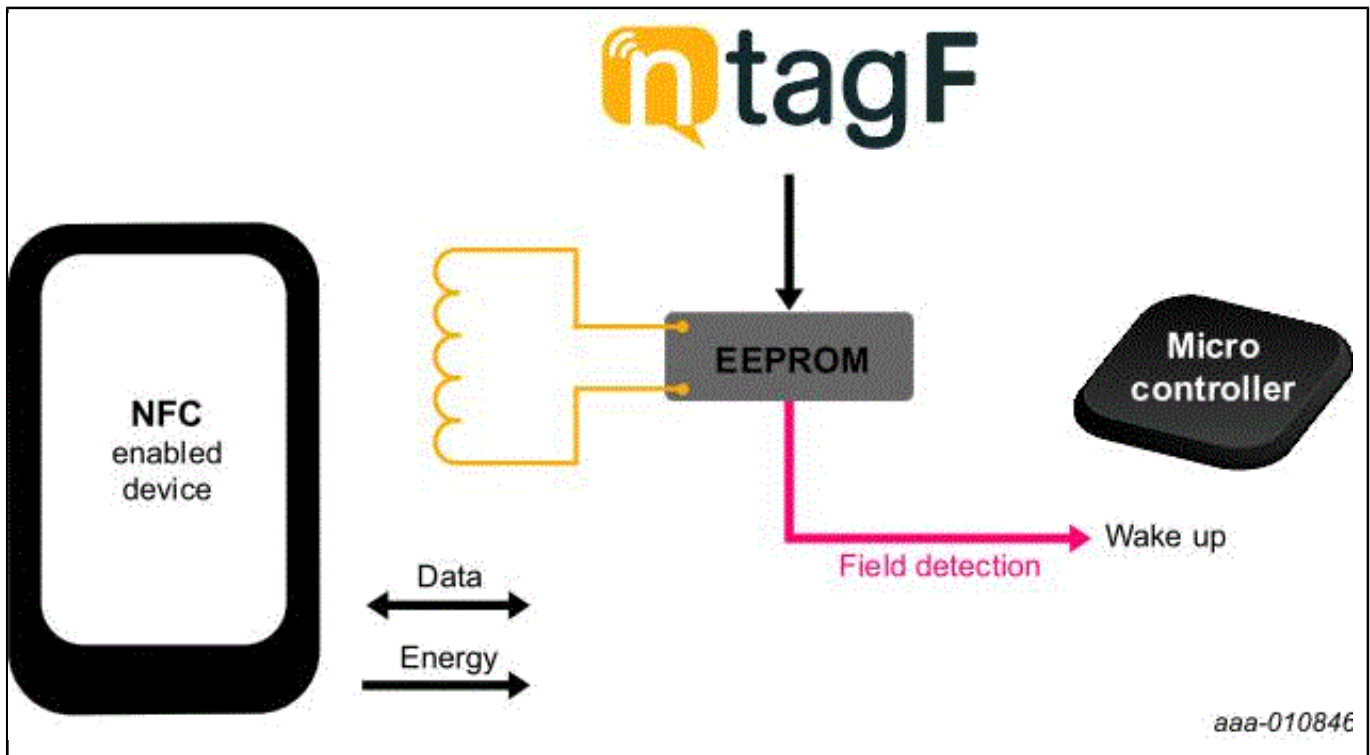 ntagF
EEPROM
Micro
controller
NFC
enabled
device
Wake up
Field detection
Data
Energy
aaa-010846